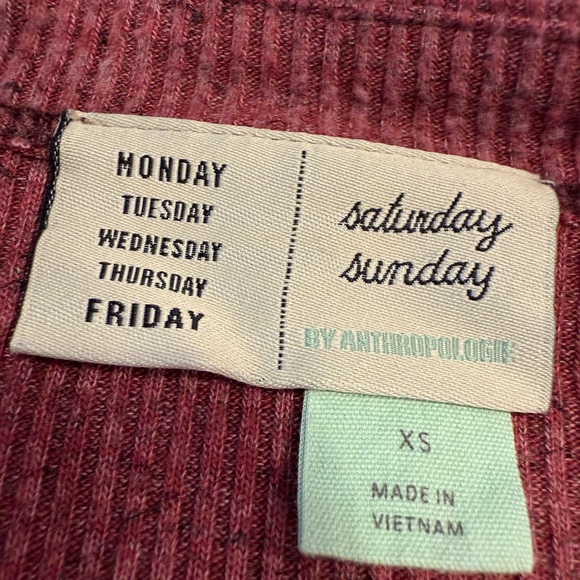 MONDAY
TUESDAY
WEDNESDAY
THURSDAY
FRIDAY
saturday
sunday
BY ANTHROPOLOGIE
XS
MADE IN
VIETNAM